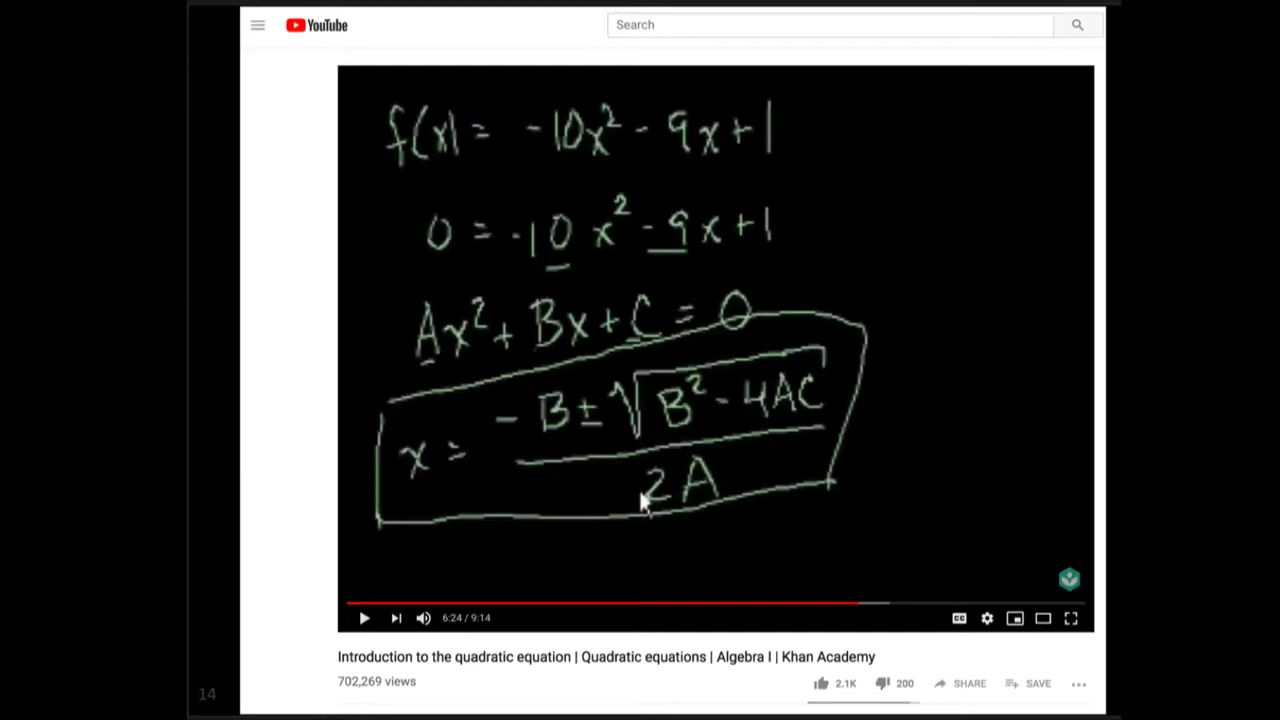 YouTube
Search
f(x) = -10x² - 9x + 1
0 = -10x² - 9x + 1
Ax² + Bx + C = 0
x = -B ± √B² - 4AC
2A
6:24 / 9:14
Introduction to the quadratic equation | Quadratic equations | Algebra I | Khan Academy
702,269 views
2.1K 200 SHARE SAVE
14